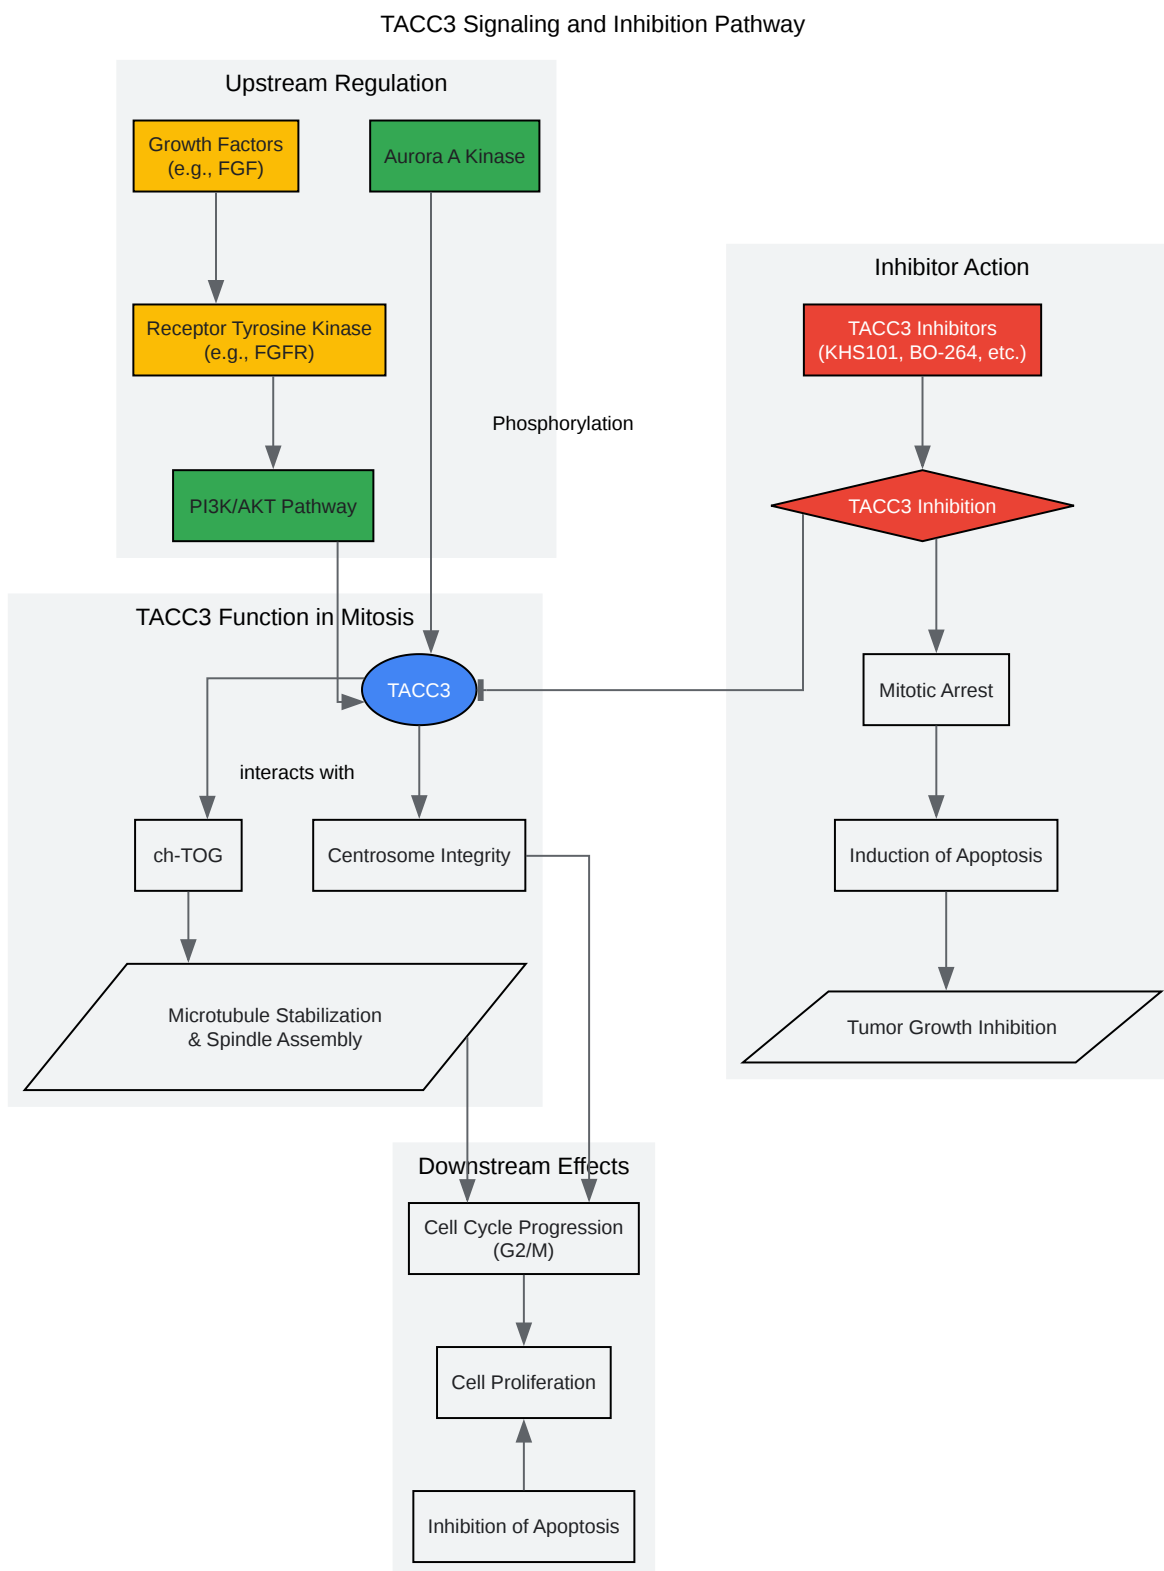 TACC3 Signaling and Inhibition Pathway
Upstream Regulation
Growth Factors
(e.g., FGF)
Aurora A Kinase
Receptor Tyrosine Kinase
(e.g., FGFR)
Phosphorylation
PI3K/AKT Pathway
Inhibitor Action
TACC3 Inhibitors
(KHS101, BO-264, etc.)
TACC3 Inhibition
Mitotic Arrest
Induction of Apoptosis
Tumor Growth Inhibition
TACC3 Function in Mitosis
TACC3
interacts with
ch-TOG
Centrosome Integrity
Microtubule Stabilization
& Spindle Assembly
Downstream Effects
Cell Cycle Progression
(G2/M)
Cell Proliferation
Inhibition of Apoptosis